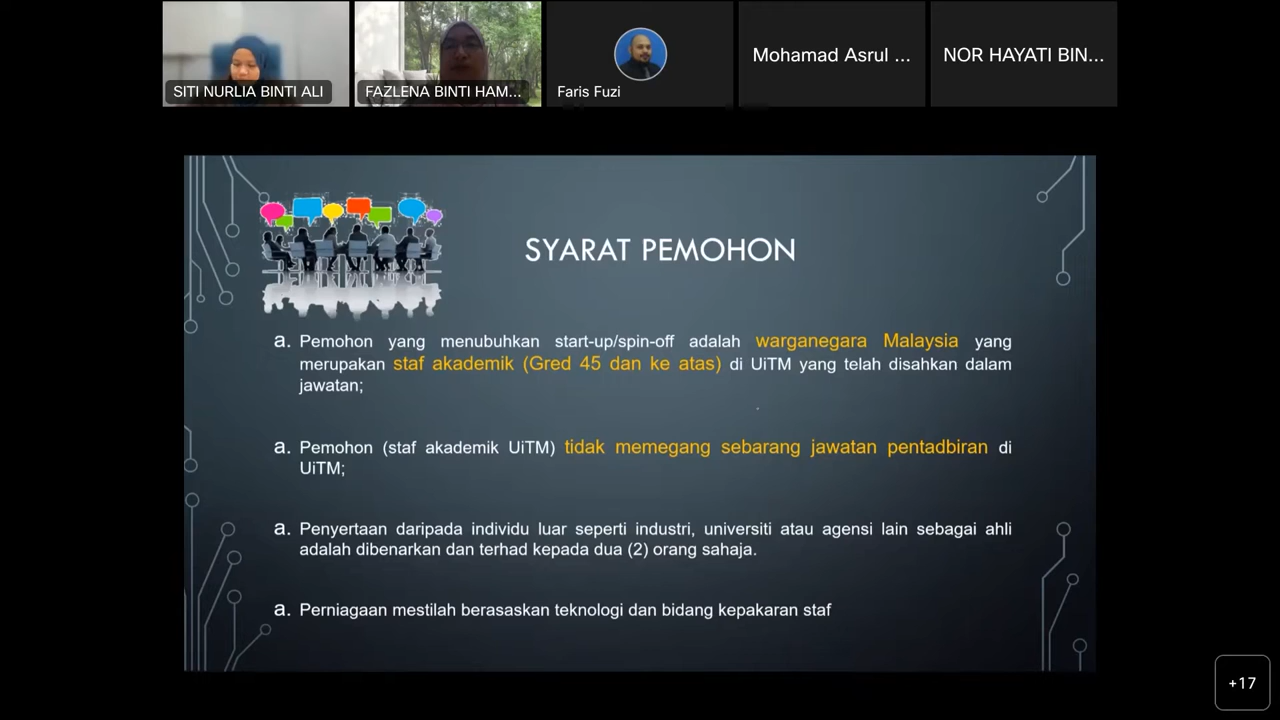 SITI NURLIA BINTI ALI
FAZLENA BINTI HAM...
Faris Fuzi
Mohamad Asrul ...
NOR HAYATI BIN...
SYARAT PEMOHON
a. Pemohon yang menubuhkan start-up/spin-off adalah warganegara Malaysia yang
merupakan staf akademik (Gred 45 dan ke atas) di UiTM yang telah disahkan dalam
jawatan;
a. Pemohon (staf akademik UiTM) tidak memegang sebarang jawatan pentadbiran di
UiTM;
a. Penyertaan daripada individu luar seperti industri, universiti atau agensi lain sebagai ahli
adalah dibenarkan dan terhad kepada dua (2) orang sahaja.
a. Perniagaan mestilah berasaskan teknologi dan bidang kepakaran staf
+17